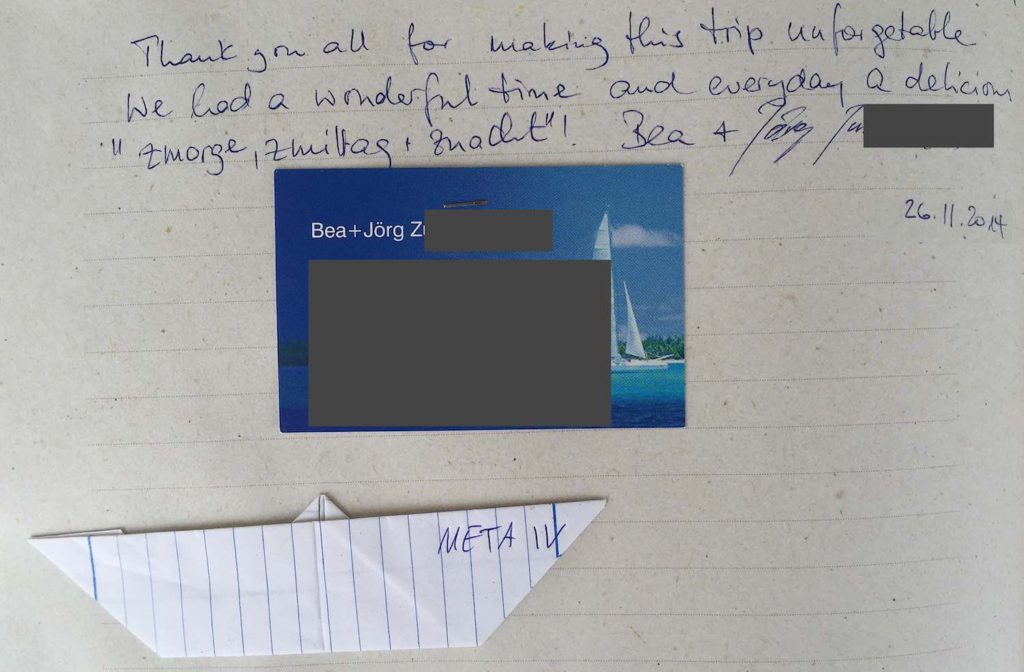 Thank you all for making this trip unforgetable
We had a wonderful time and everyday a delicious
"zmorge, zmittag + znacht"! Bea + Jörg
26.11.2014
Bea+Jörg
META IV